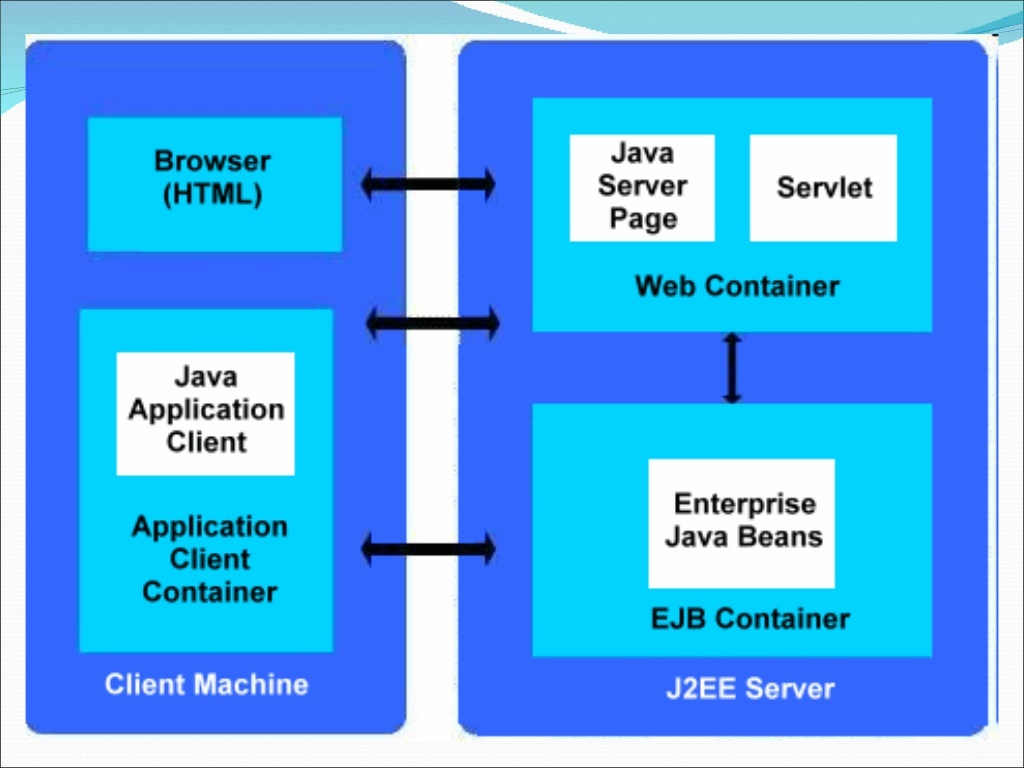 Browser
(HTML)
Java
Application
Client
Application
Client
Container
Client Machine
Java
Server
Page
Servlet
Web Container
Enterprise
Java Beans
EJB Container
J2EE Server